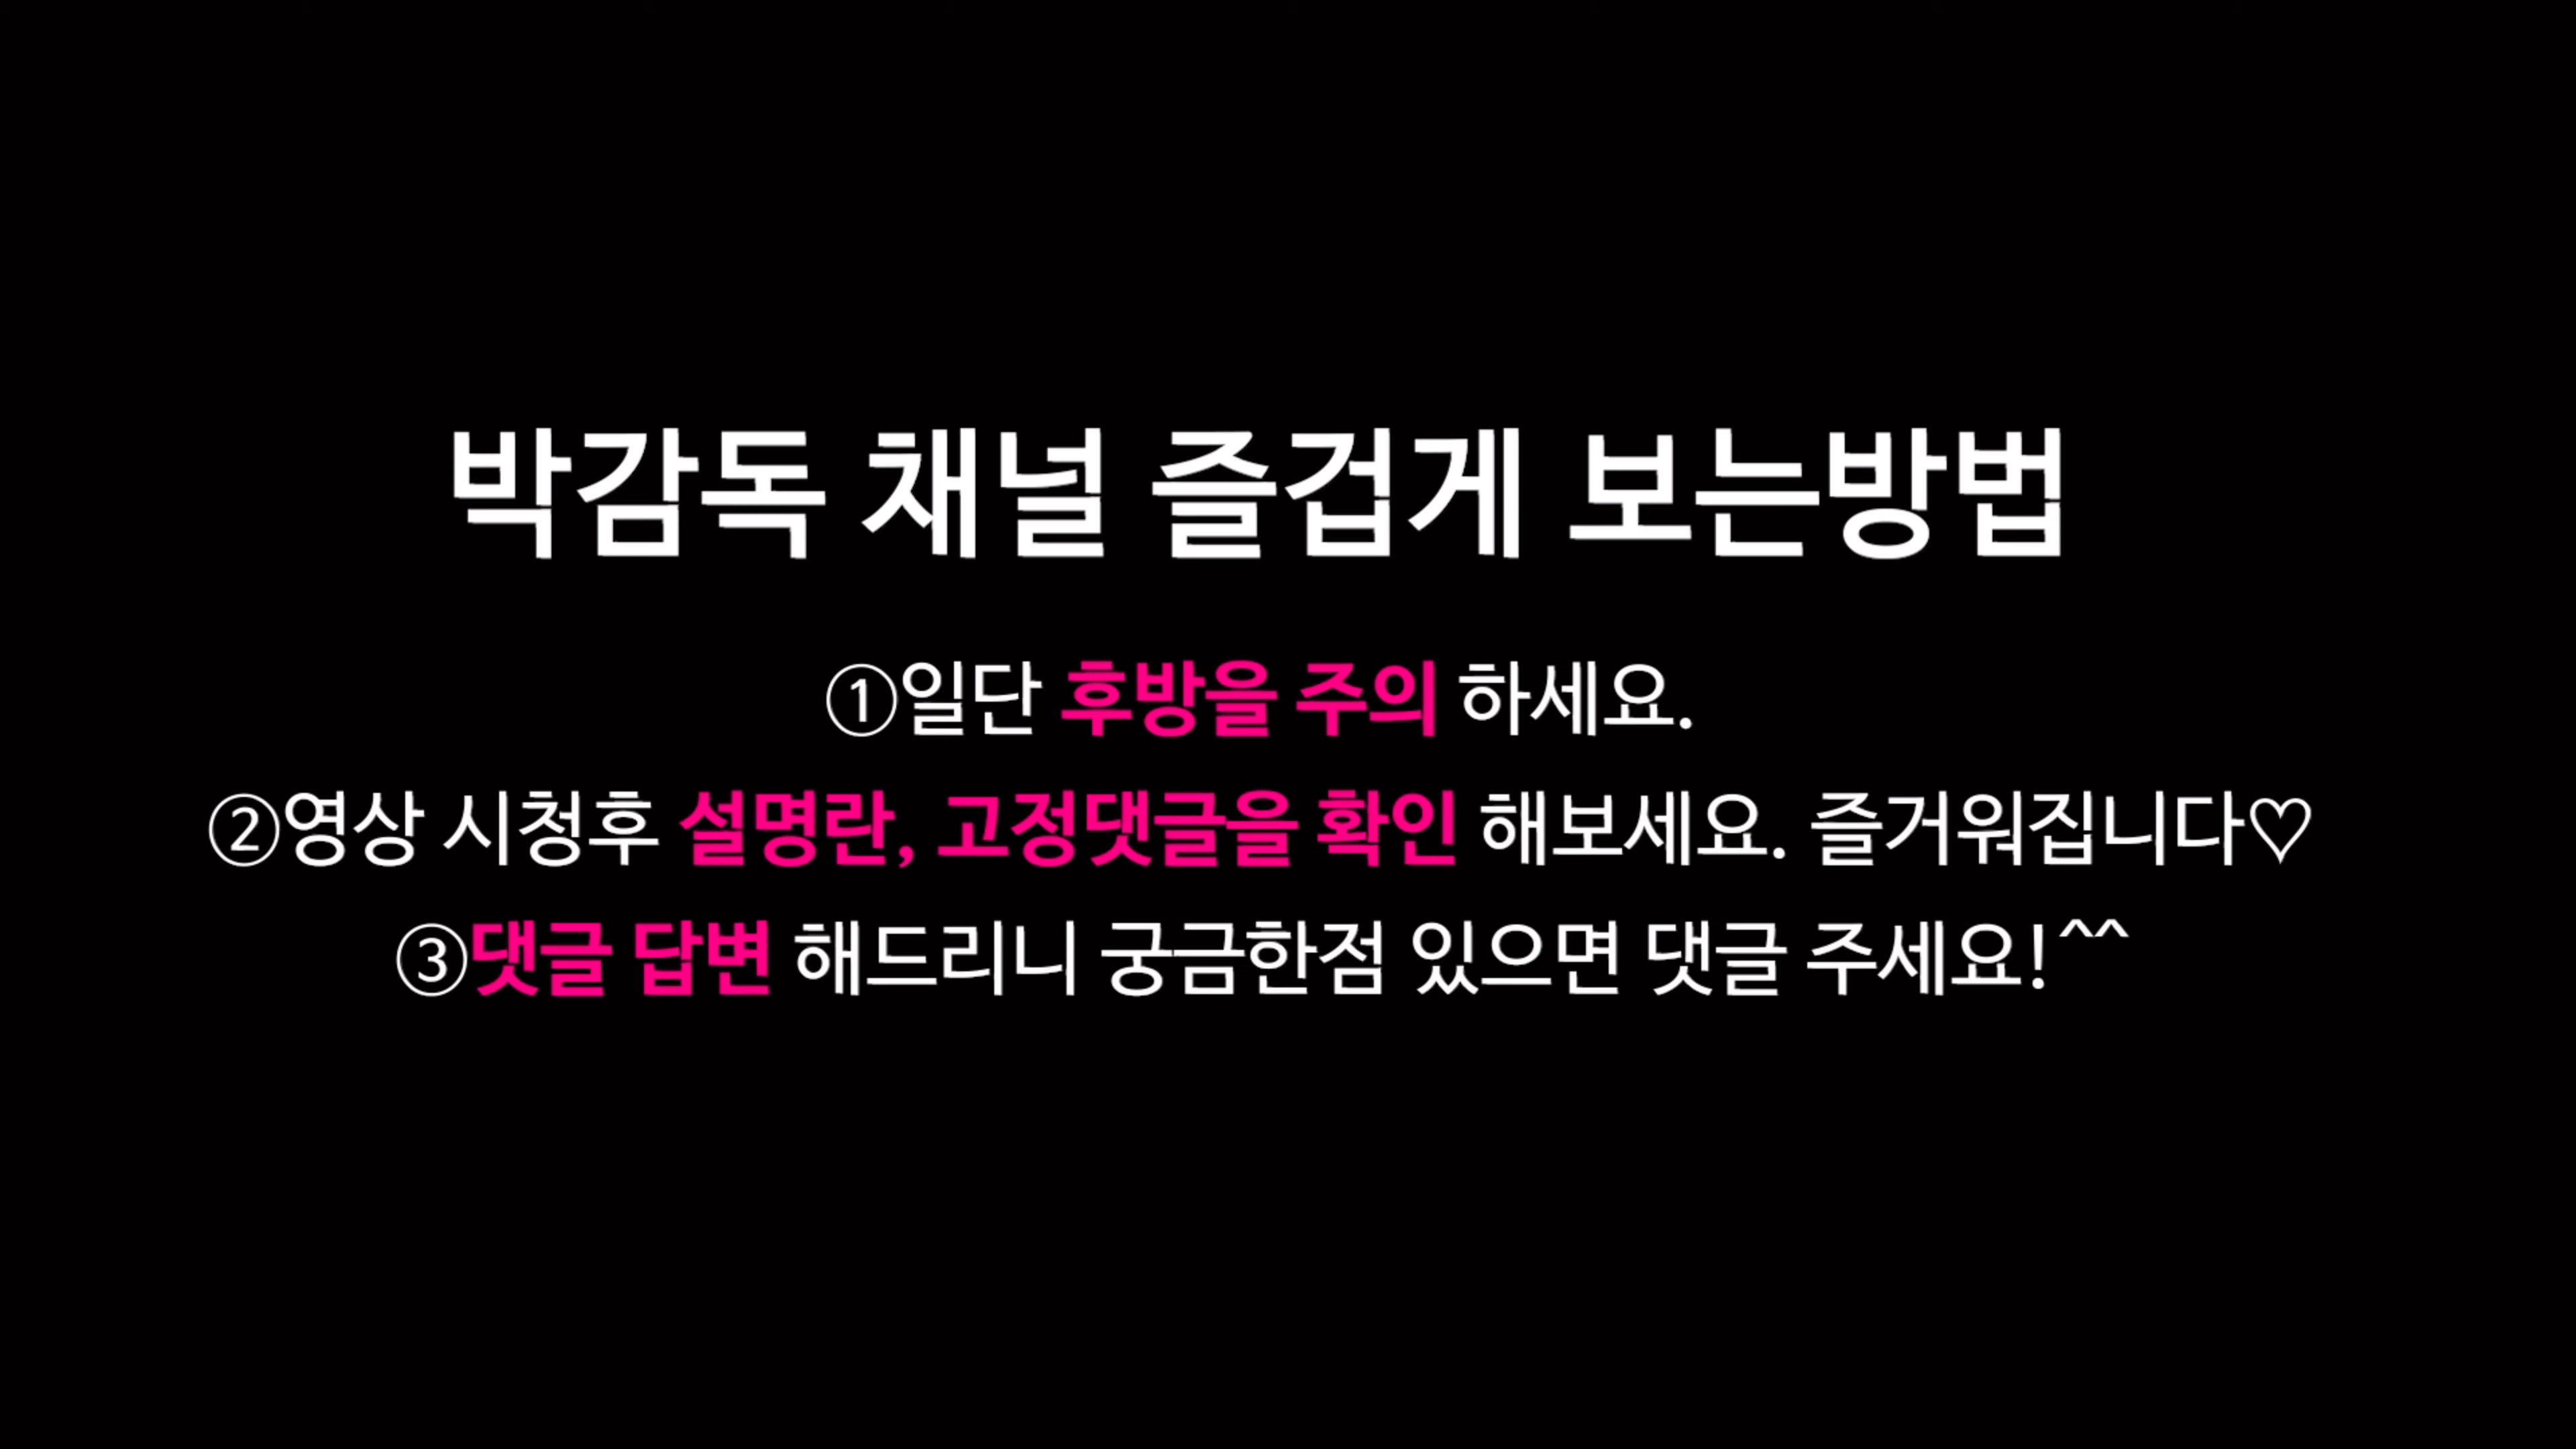 박감독 채널 즐겁게 보는방법
①일단 후방을 주의 하세요.
②영상 시청후 설명란, 고정댓글을 확인 해보세요. 즐거워집니다♡
③댓글 답변 해드리니 궁금한점 있으면 댓글 주세요!^^